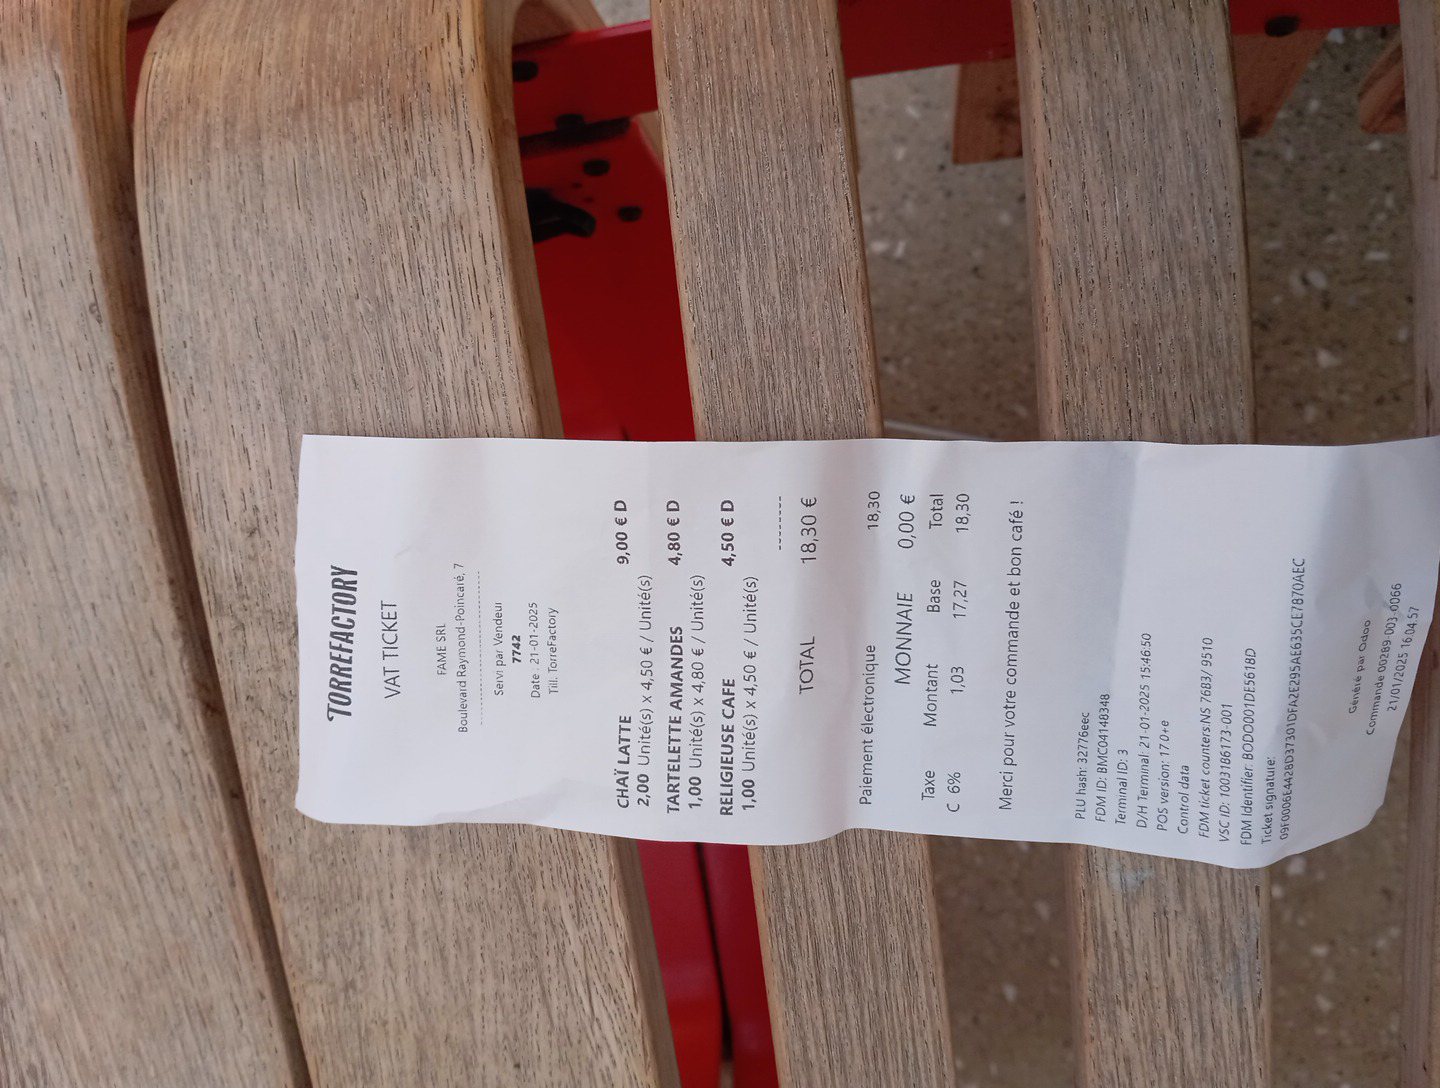 TORREFACTORY
VAT TICKET
FAME SRL
Boulevard Raymond-Poincaré, 7
Servi par Vendeur
7742
Date : 21-01-2025
Till: TorreFactory
CHAÏ LATTE 9,00 € D
2,00 Unité(s) x 4,50 € / Unité(s)
TARTELETTE AMANDES 4,80 € D
1,00 Unité(s) x 4,80 € / Unité(s)
RELIGIEUSE CAFE 4,50 € D
1,00 Unité(s) x 4,50 € / Unité(s)
--------
TOTAL 18,30 €
Paiement électronique 18,30
MONNAIE 0,00 €
Taxe Montant Base Total
C 6% 1,03 17,27 18,30
Merci pour votre commande et bon café !
PLU hash: 32776eec
FDM ID: BMC04148348
Terminal ID: 3
D/H Terminal: 21-01-2025 15:46:50
POS version: 17.0+e
Control data
FDM ticket counters:NS 7683/ 9510
VSC ID: 1003186173-001
FDM Identifier: BODO001DE5618D
Ticket signature:
09F0006E4428D37301DFA2E295AE635CE7870AEC
Généré par Odoo
Commande 00289-003-0066
21/01/2025 16:04:57